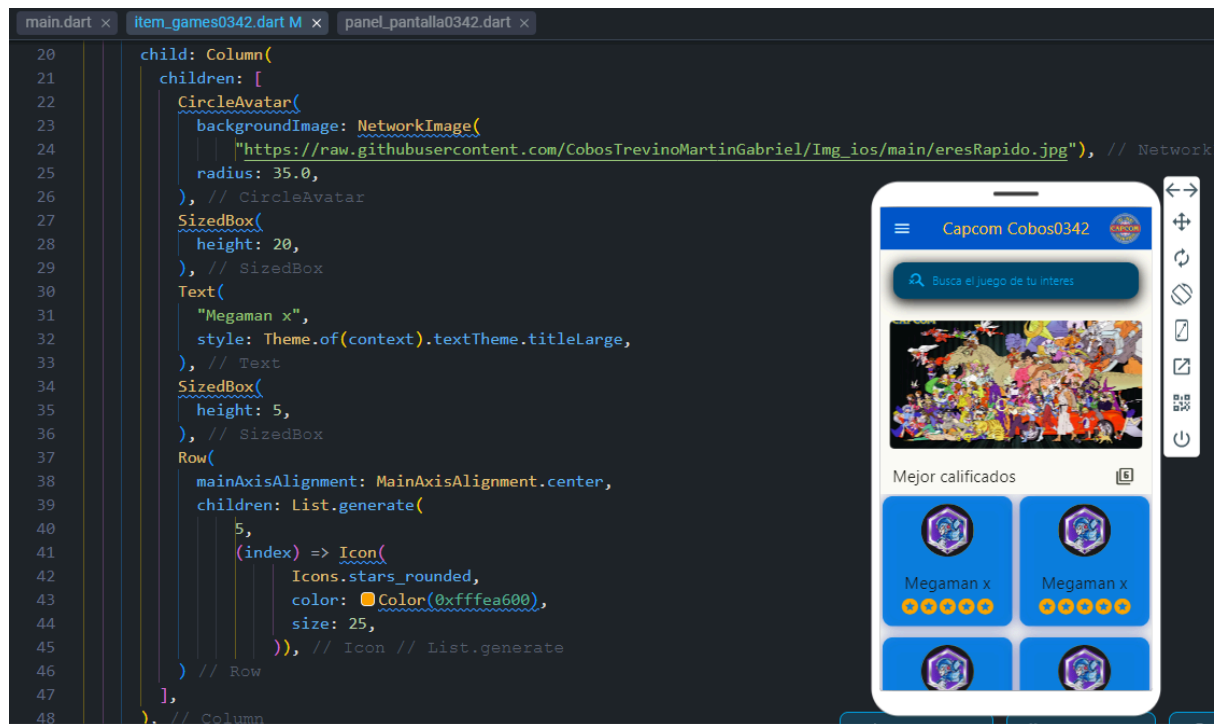 main.dart × item_games0342.dart M × panel_pantalla0342.dart ×
20 child: Column(
21 children: [
22 CircleAvatar(
23 backgroundImage: NetworkImage(
24 "https://raw.githubusercontent.com/CobosTrevinoMartinGabriel/Img_ios/main/eresRapido.jpg"), // Network
25 radius: 35.0,
26 ), // CircleAvatar
27 SizedBox(
28 height: 20,
29 ), // SizedBox
30 Text(
31 "Megaman x",
32 style: Theme.of(context).textTheme.titleLarge,
33 ), // Text
34 SizedBox(
35 height: 5,
36 ), // SizedBox
37 Row(
38 mainAxisAlignment: MainAxisAlignment.center,
39 children: List.generate(
40 5,
41 (index) => Icon(
42 Icons.stars_rounded,
43 color: Color(0xfffea600),
44 size: 25,
45 )), // Icon // List.generate
46 ) // Row
47 ],
48 ), // Column
Capcom Cobos0342
CAPCOM
Busca el juego de tu interes
CAPCOM
Mejor calificados
6
Megaman x Megaman x